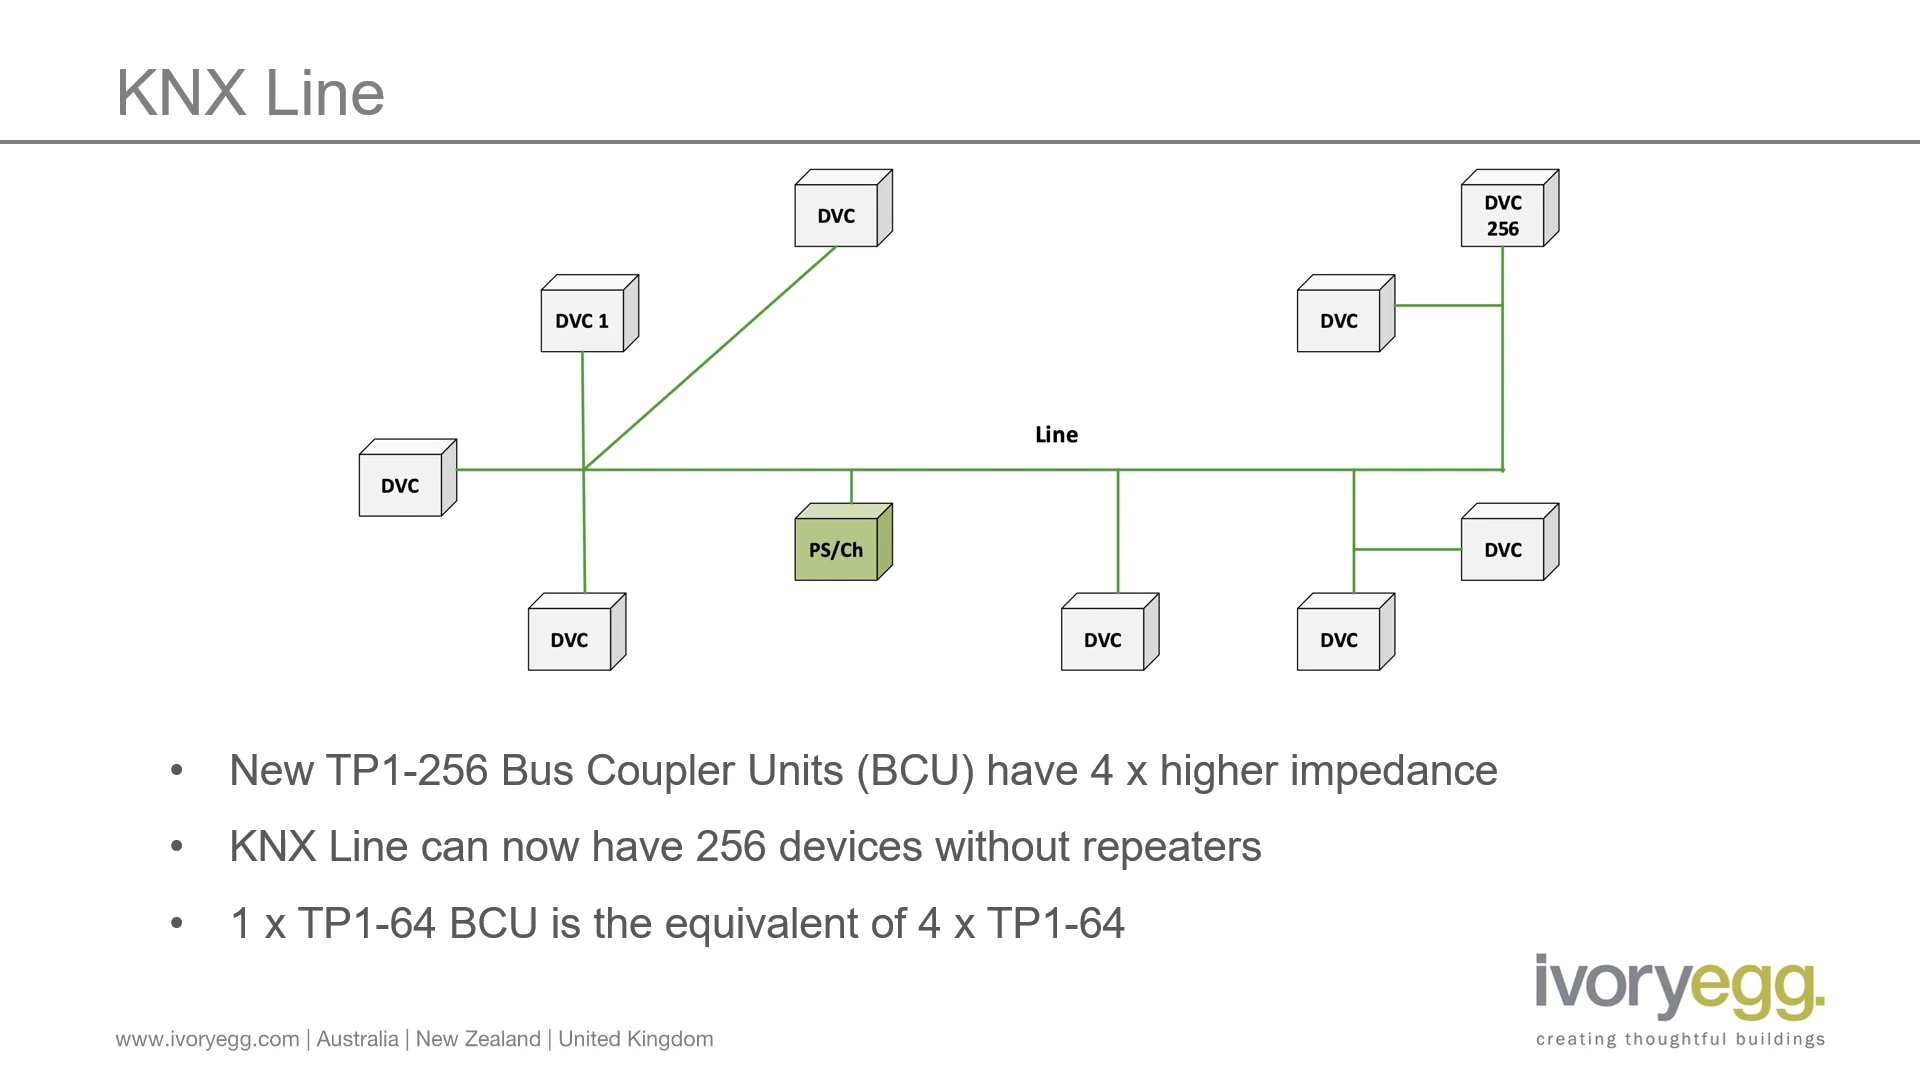 KNX Line
DVC
DVC
256
DVC 1
DVC
Line
DVC
PS/Ch
DVC
DVC
DVC
DVC
• New TP1-256 Bus Coupler Units (BCU) have 4 x higher impedance
• KNX Line can now have 256 devices without repeaters
• 1 x TP1-64 BCU is the equivalent of 4 x TP1-64
ivoryegg.
creating thoughtful buildings
www.ivoryegg.com | Australia | New Zealand | United Kingdom